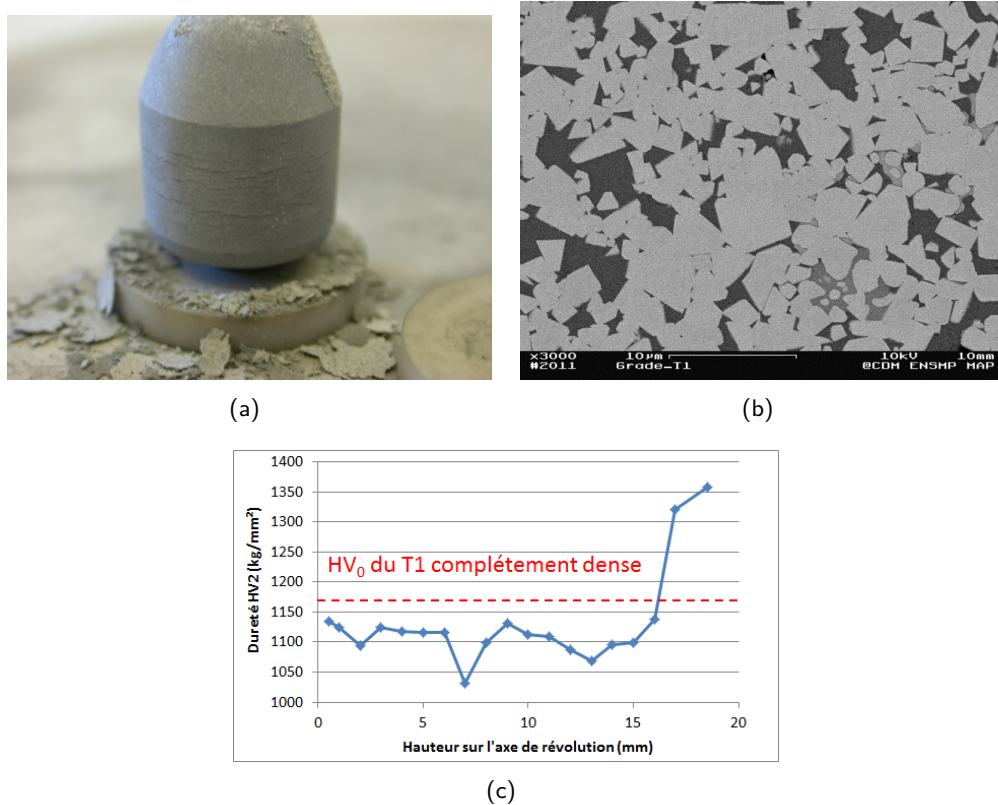 x3000 10µm 10kV 10mm
#2011 Grade-T1 @CDM ENSMP MAP
(a)
(b)
1400
1350
1300
1250
1200
1150
1100
1050
1000
Dureté HV2 (kg/mm²)
HV₀ du T1 complétement dense
0 5 10 15 20
Hauteur sur l'axe de révolution (mm)
(c)